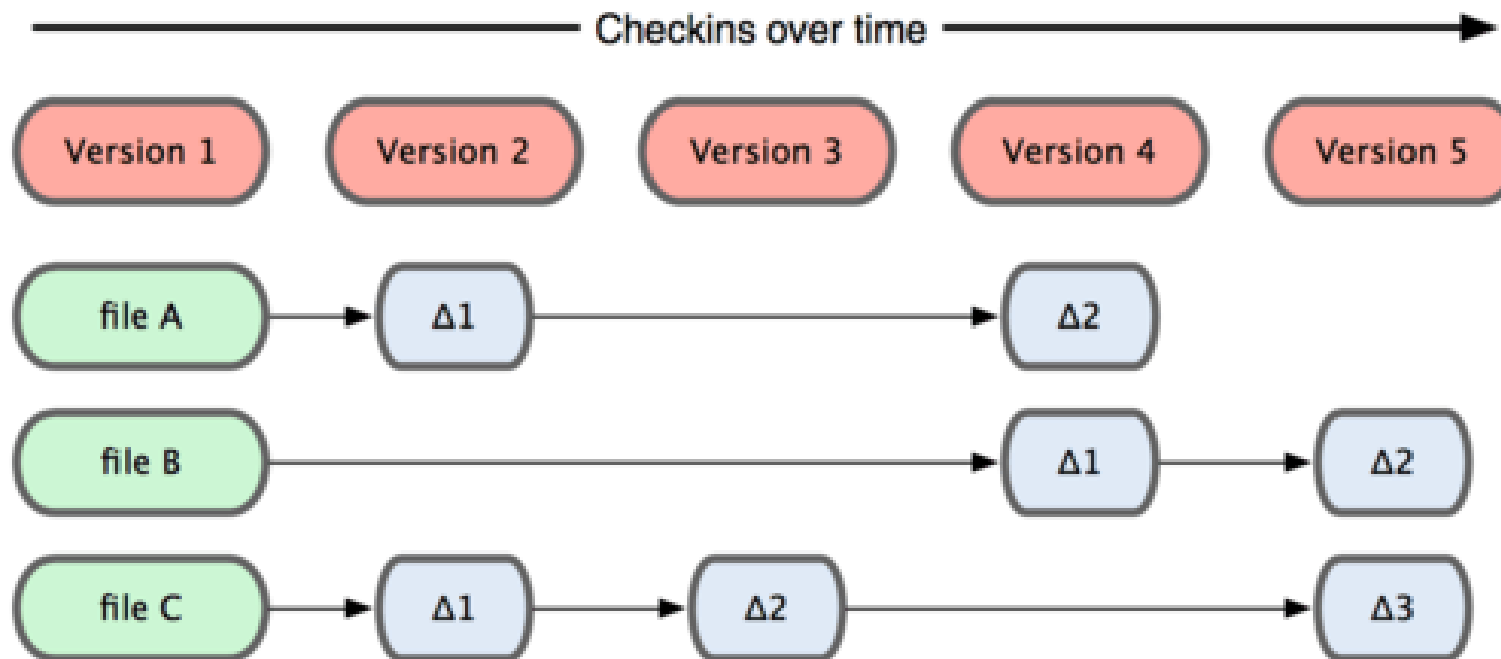 Checkins over time
Version 1 Version 2 Version 3 Version 4 Version 5
file A Δ1 Δ2
file B Δ1 Δ2
file C Δ1 Δ2 Δ3